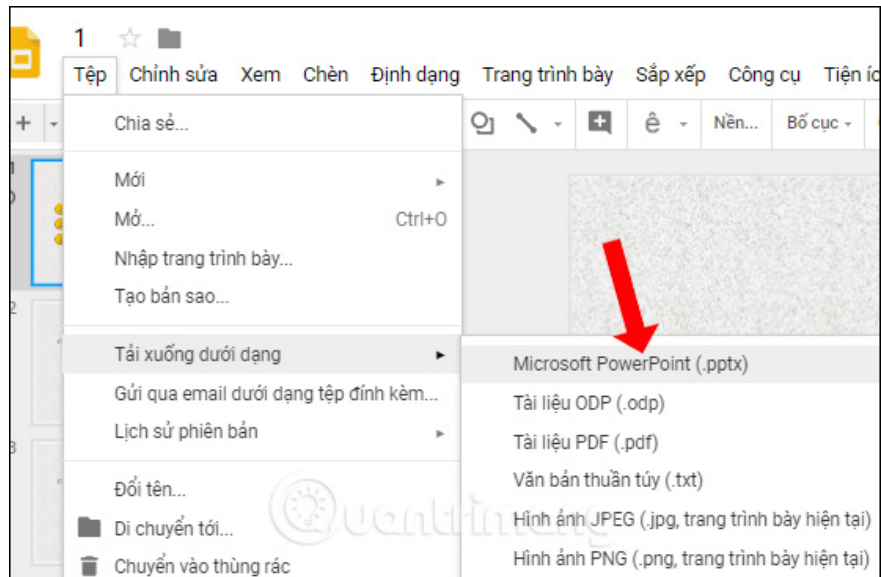 1
Tệp Chỉnh sửa Xem Chèn Định dạng Trang trình bày Sắp xếp Công cụ Tiện
Chia sẻ...
ê Nền... Bố cục
Mới
Mở... Ctrl+O
Nhập trang trình bày...
Tạo bản sao...
Tải xuống dưới dạng
Microsoft PowerPoint (.pptx)
Gửi qua email dưới dạng tệp đính kèm...
Tài liệu ODP (.odp)
Lịch sử phiên bản
Tài liệu PDF (.pdf)
Văn bản thuần túy (.txt)
Đổi tên...
Hình ảnh JPEG (.jpg, trang trình bày hiện tại)
Di chuyển tới...
Hình ảnh PNG (.png, trang trình bày hiện tại)
Chuyển vào thùng rác
2
3
Quantrimang